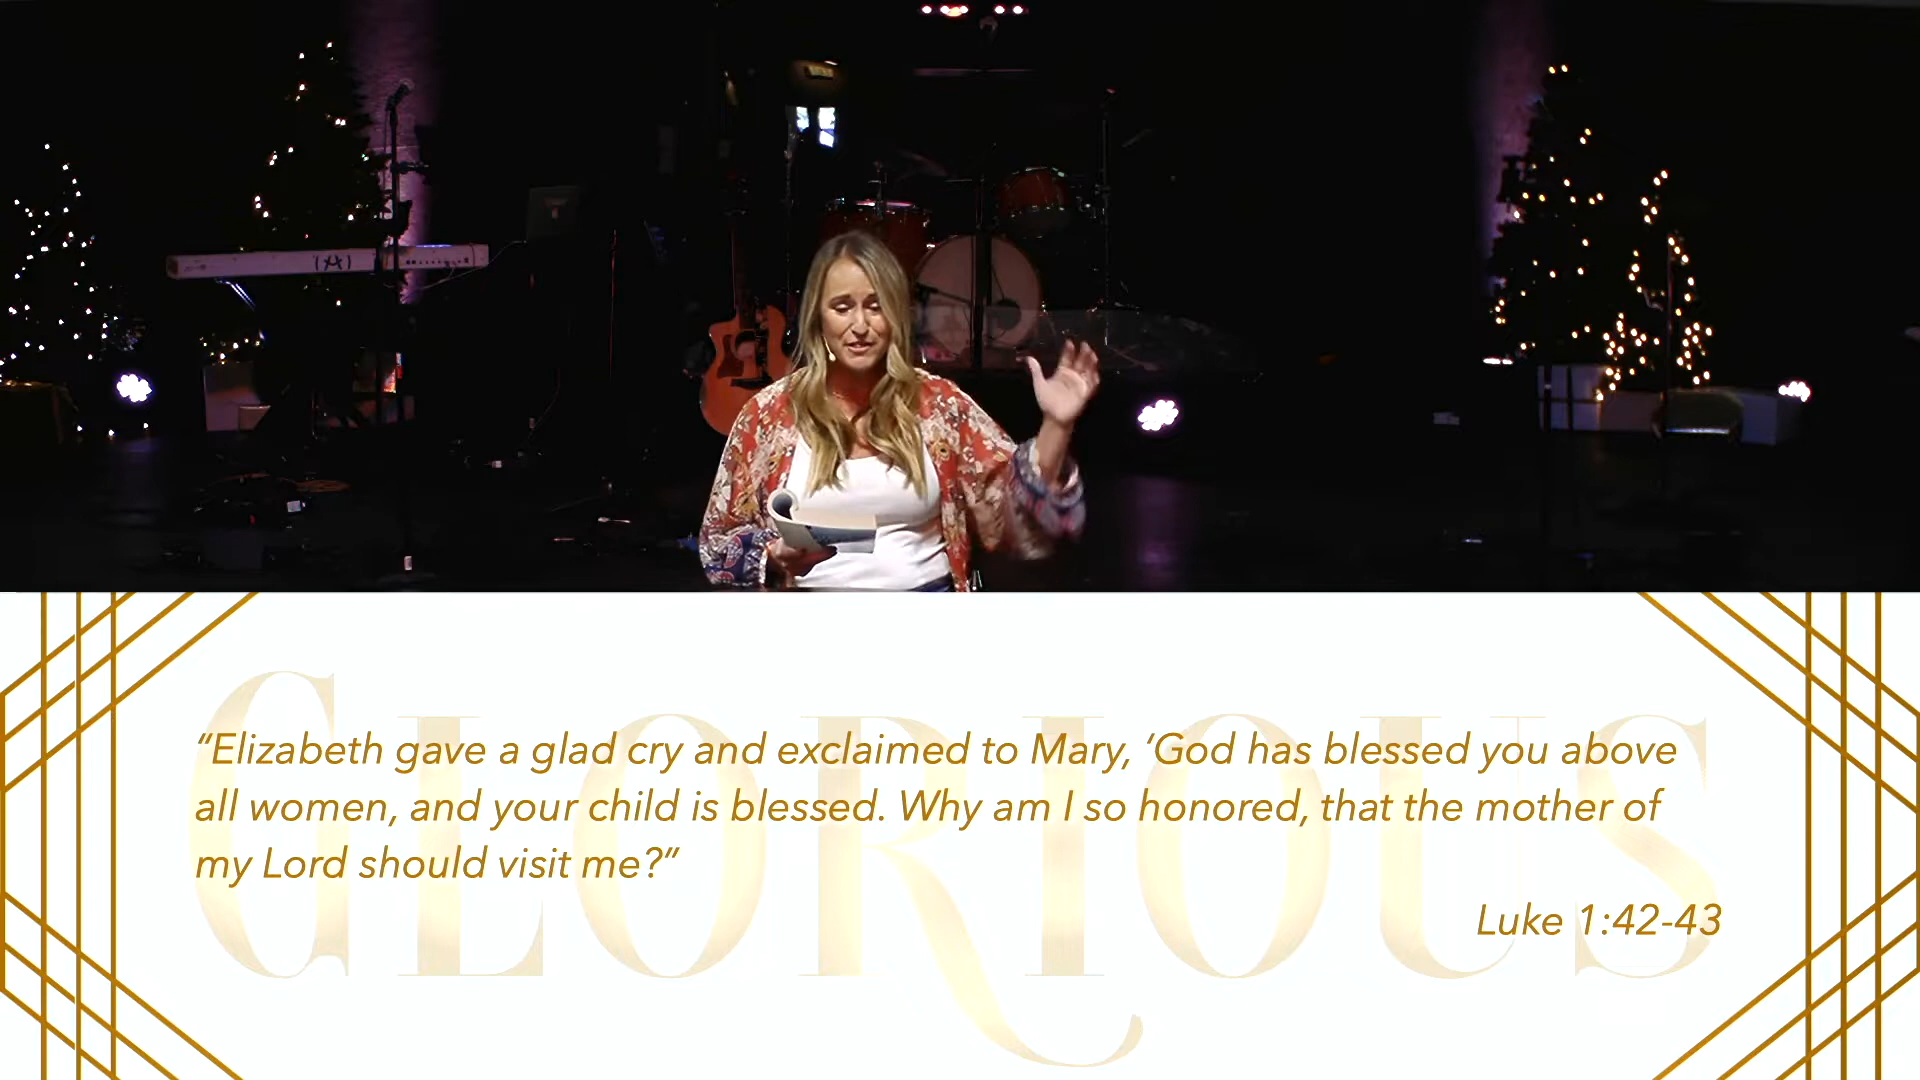 GLORIOUS
“Elizabeth gave a glad cry and exclaimed to Mary, ‘God has blessed you above
all women, and your child is blessed. Why am I so honored, that the mother of
my Lord should visit me?”
Luke 1:42-43